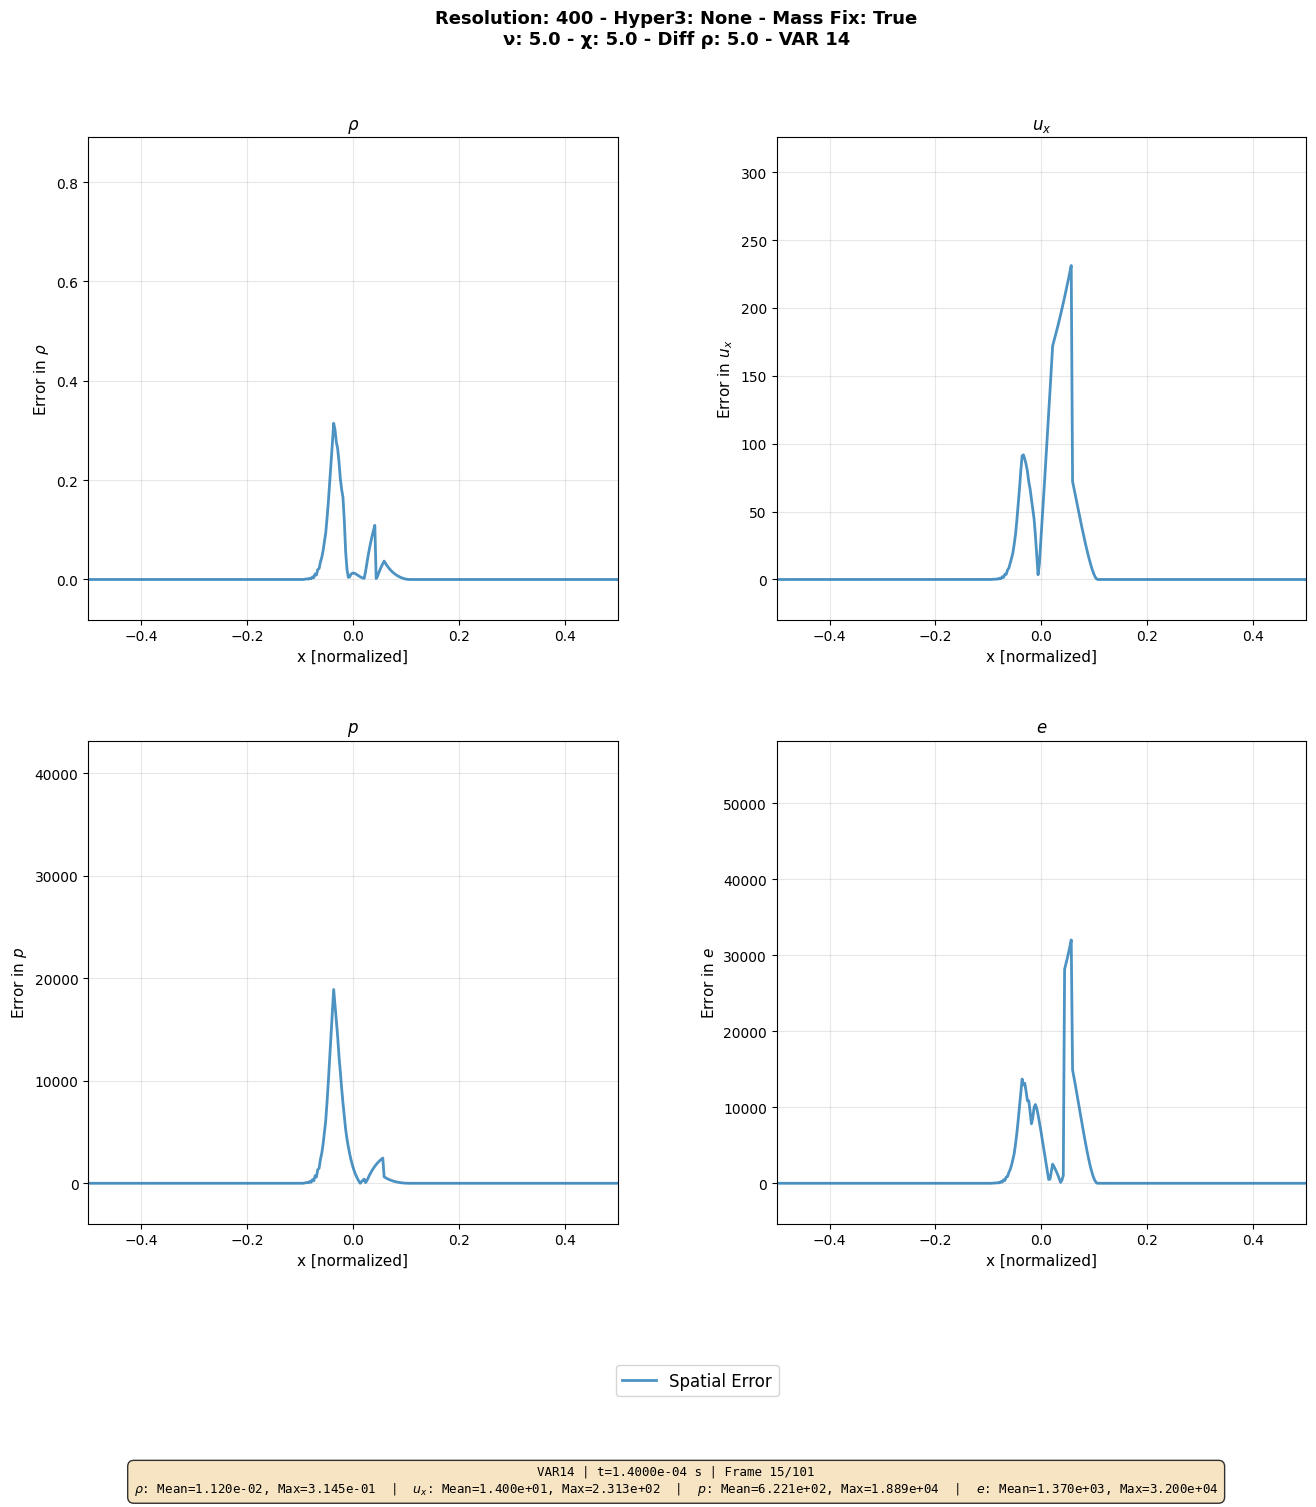 Resolution: 400 - Hyper3: None - Mass Fix: True
ν: 5.0 - χ: 5.0 - Diff ρ: 5.0 - VAR 14
ρ
0.8
0.6
0.4
0.2
0.0
Error in ρ
−0.4 −0.2 0.0 0.2 0.4
x [normalized]
u_x
300
250
200
150
100
50
0
Error in u_x
−0.4 −0.2 0.0 0.2 0.4
x [normalized]
p
40000
30000
20000
10000
0
Error in p
−0.4 −0.2 0.0 0.2 0.4
x [normalized]
e
50000
40000
30000
20000
10000
0
Error in e
−0.4 −0.2 0.0 0.2 0.4
x [normalized]
Spatial Error
VAR14 | t=1.4000e-04 s | Frame 15/101
ρ: Mean=1.120e-02, Max=3.145e-01 | u_x: Mean=1.400e+01, Max=2.313e+02 | p: Mean=6.221e+02, Max=1.889e+04 | e: Mean=1.370e+03, Max=3.200e+04